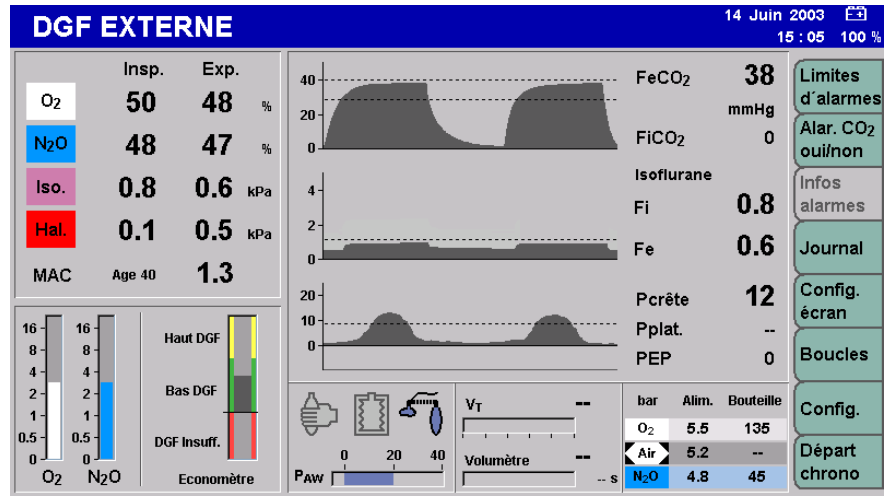 DGF EXTERNE
14 Juin 2003
15 : 05 100 %
Insp. Exp.
O2 50 48 %
N2O 48 47 %
Iso. 0.8 0.6 kPa
Hal. 0.1 0.5 kPa
MAC Age 40 1.3
40
20
0
FeCO2 38
mmHg
FiCO2 0
4
2
0
Isoflurane
Fi 0.8
Fe 0.6
20
10
0
Pcrête 12
Pplat. --
PEP 0
Limites
d´alarmes
Alar. CO2
oui/non
Infos
alarmes
Journal
Config.
écran
Boucles
Config.
Départ
chrono
16 16
8 8
4 4
2 2
1 1
0.5 0.5
0 0
O2 N2O
Haut DGF
Bas DGF
DGF Insuff.
Economètre
0 20 40
PAW
VT --
Volumètre --
-- s
bar Alim. Bouteille
O2 5.5 135
Air 5.2 --
N2O 4.8 45